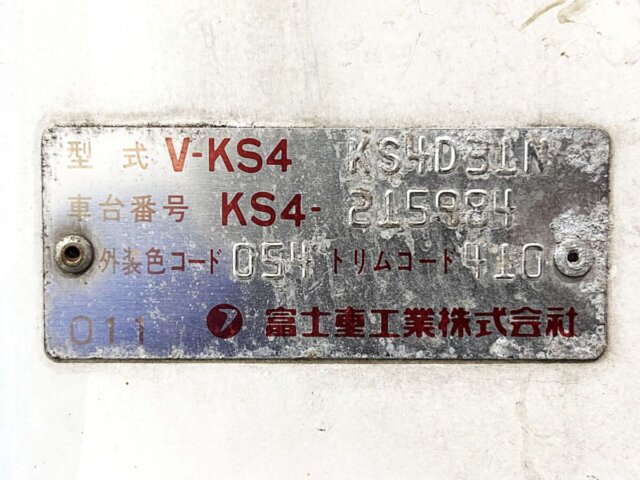 型式 V-KS4 KS4D31N
車台番号 KS4- 215984
外装色コード 054 トリムコード 410
011 富士重工業株式会社